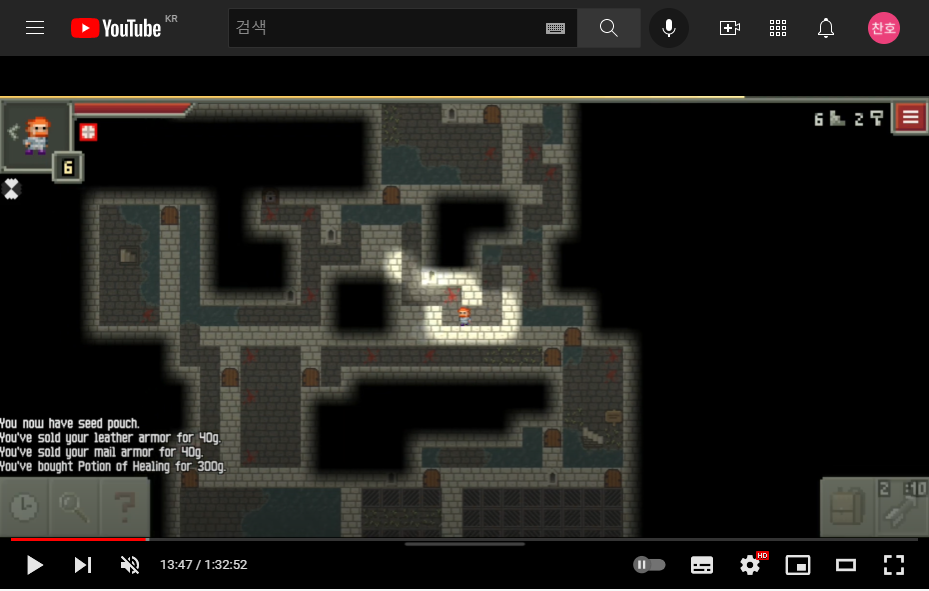 YouTube KR
검색
찬호
6 2
6
You now have seed pouch.
You've sold your leather armor for 40g.
You've sold your mail armor for 40g.
You've bought Potion of Healing for 300g.
?
2 :10
13:47 / 1:32:52
HD